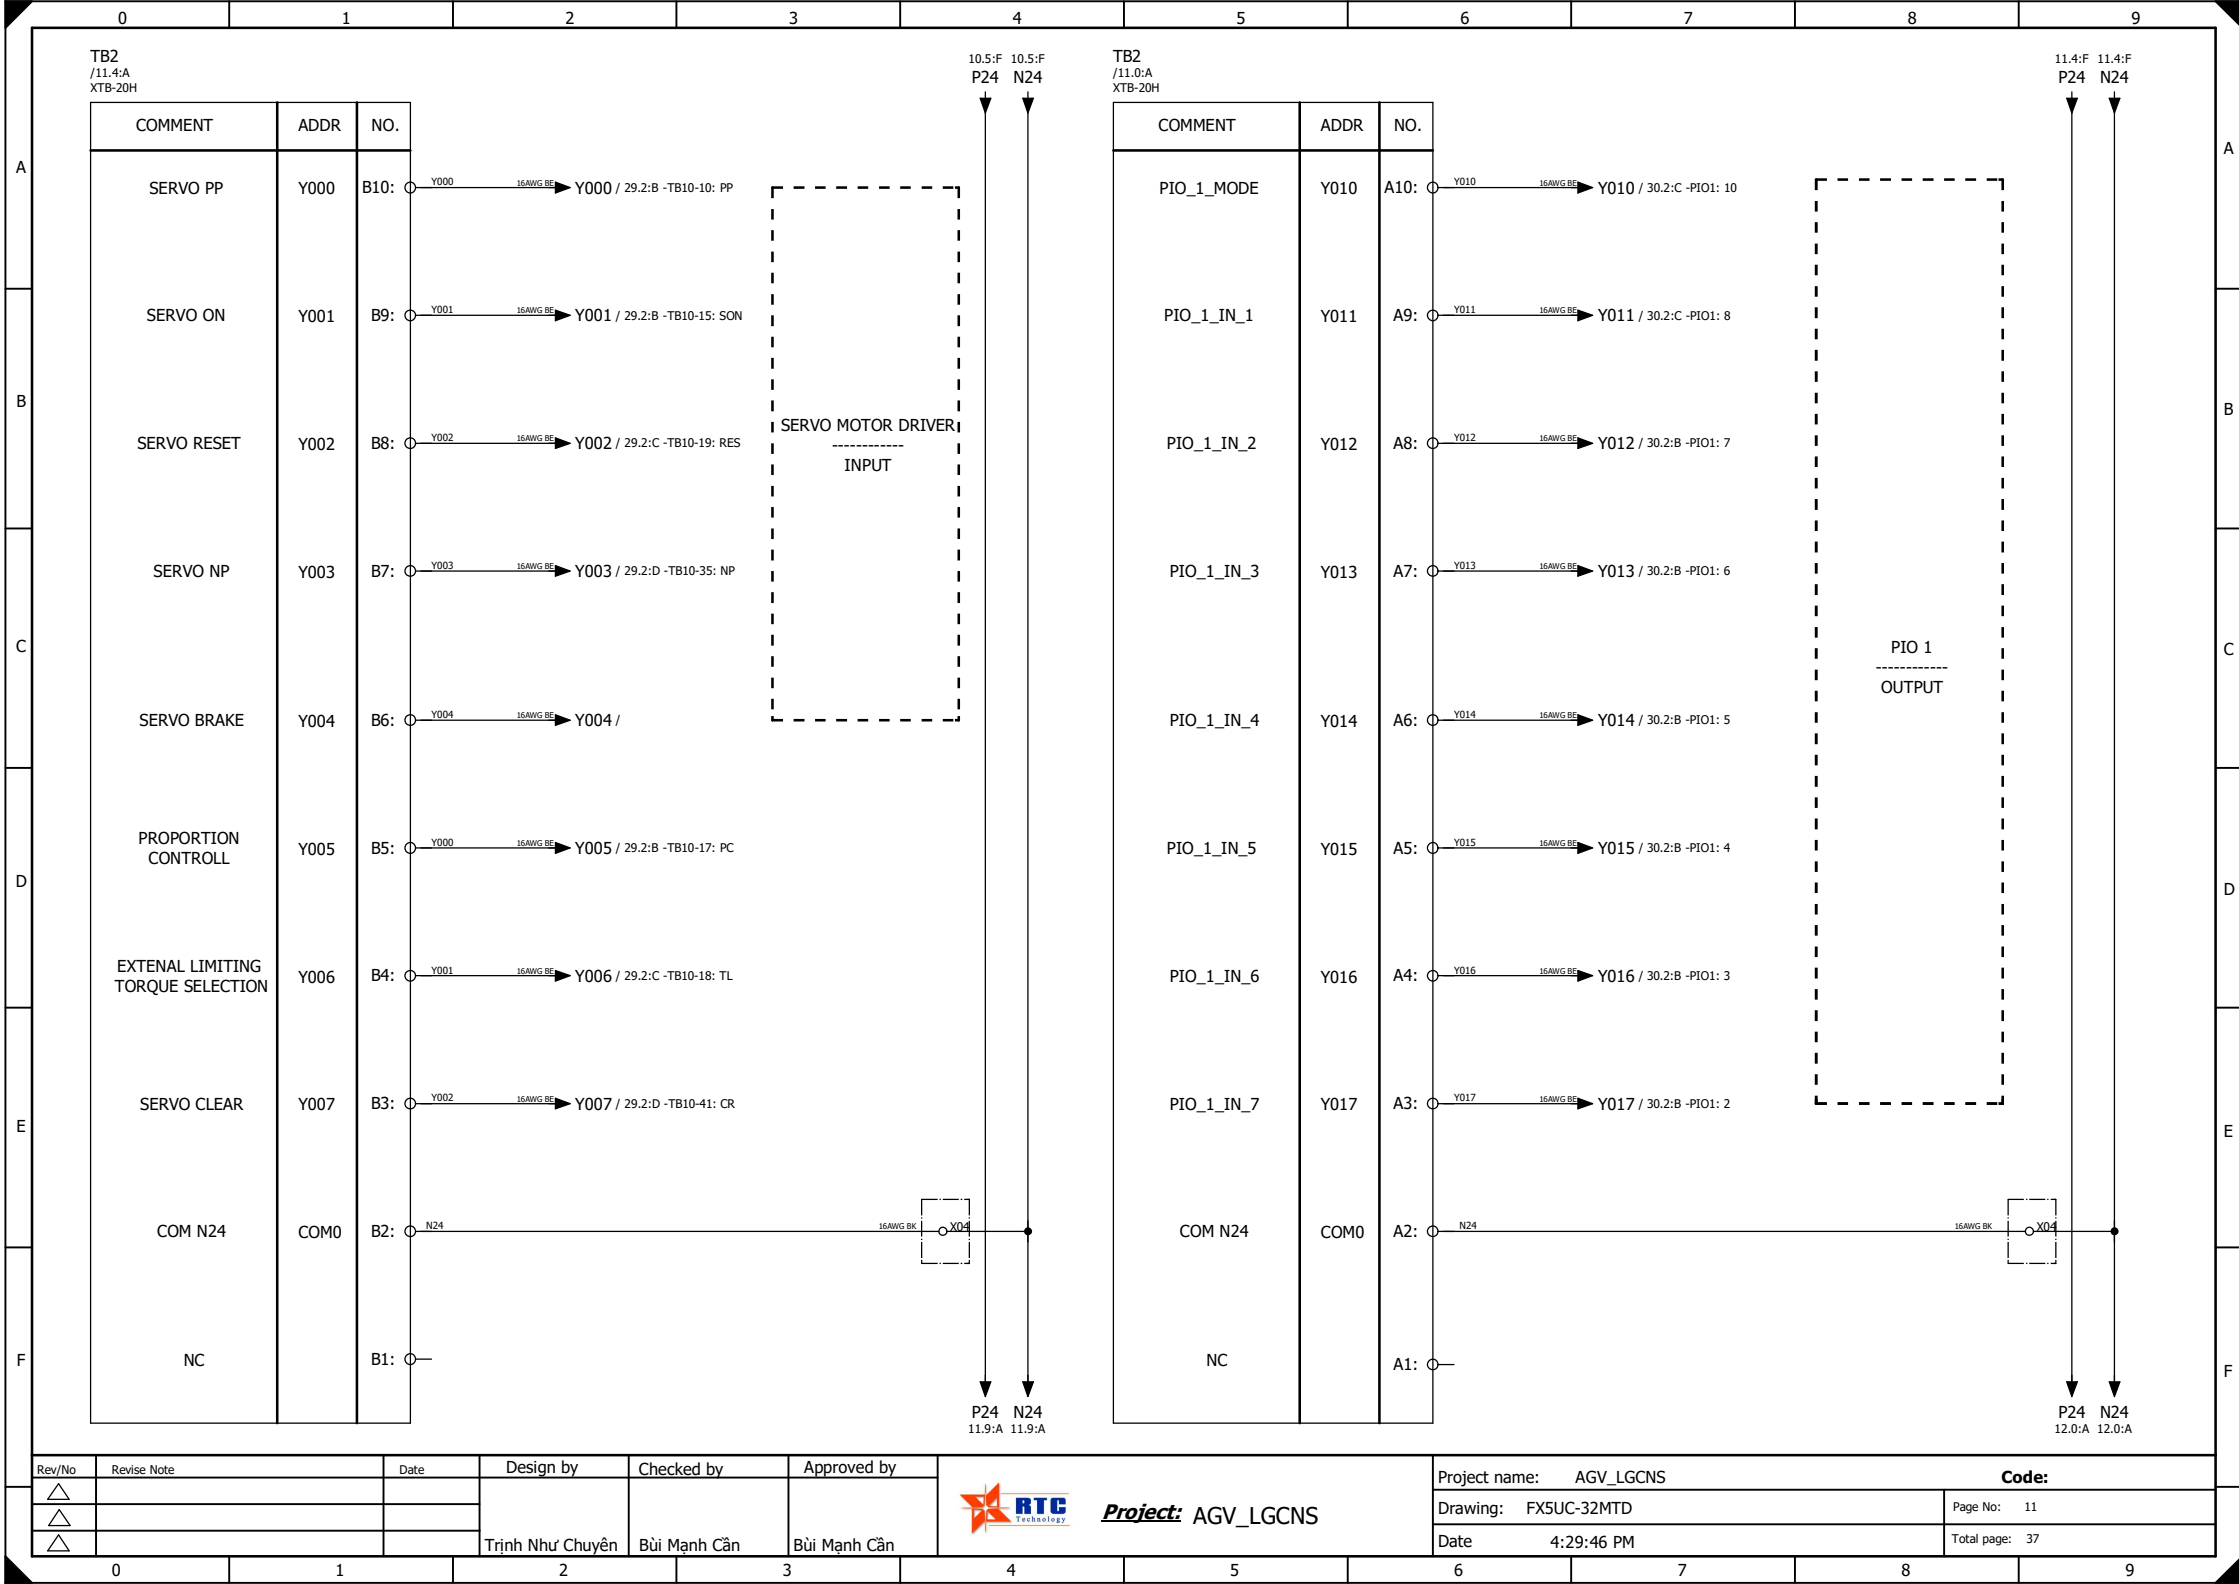 0 1 2 3 4 5 6 7 8 9
TB2
/11.4:A
XTB-20H
10.5:F 10.5:F
P24 N24
COMMENT ADDR NO.
A
SERVO PP Y000 B10: Y000 16AWG BE Y000 / 29.2:B -TB10-10: PP
SERVO ON Y001 B9: Y001 16AWG BE Y001 / 29.2:B -TB10-15: SON
B
SERVO MOTOR DRIVER
------------
INPUT
SERVO RESET Y002 B8: Y002 16AWG BE Y002 / 29.2:C -TB10-19: RES
SERVO NP Y003 B7: Y003 16AWG BE Y003 / 29.2:D -TB10-35: NP
C
SERVO BRAKE Y004 B6: Y004 16AWG BE Y004 /
PROPORTION
CONTROLL Y005 B5: Y000 16AWG BE Y005 / 29.2:B -TB10-17: PC
D
EXTENAL LIMITING
TORQUE SELECTION Y006 B4: Y001 16AWG BE Y006 / 29.2:C -TB10-18: TL
SERVO CLEAR Y007 B3: Y002 16AWG BE Y007 / 29.2:D -TB10-41: CR
E
COM N24 COM0 B2: N24 16AWG BK X04
F
NC B1:
P24 N24
11.9:A 11.9:A
TB2
/11.0:A
XTB-20H
11.4:F 11.4:F
P24 N24
COMMENT ADDR NO.
A
PIO_1_MODE Y010 A10: Y010 16AWG BE Y010 / 30.2:C -PIO1: 10
PIO_1_IN_1 Y011 A9: Y011 16AWG BE Y011 / 30.2:C -PIO1: 8
B
PIO_1_IN_2 Y012 A8: Y012 16AWG BE Y012 / 30.2:B -PIO1: 7
PIO_1_IN_3 Y013 A7: Y013 16AWG BE Y013 / 30.2:B -PIO1: 6
C
PIO 1
------------
OUTPUT
PIO_1_IN_4 Y014 A6: Y014 16AWG BE Y014 / 30.2:B -PIO1: 5
PIO_1_IN_5 Y015 A5: Y015 16AWG BE Y015 / 30.2:B -PIO1: 4
D
PIO_1_IN_6 Y016 A4: Y016 16AWG BE Y016 / 30.2:B -PIO1: 3
PIO_1_IN_7 Y017 A3: Y017 16AWG BE Y017 / 30.2:B -PIO1: 2
E
COM N24 COM0 A2: N24 16AWG BK X04
NC A1:
F
P24 N24
12.0:A 12.0:A
Rev/No Revise Note Date Design by Checked by Approved by
Trịnh Như Chuyên Bùi Mạnh Cần Bùi Mạnh Cần
RTC
Technology
Project: AGV_LGCNS
Project name: AGV_LGCNS Code:
Drawing: FX5UC-32MTD Page No: 11
Date 4:29:46 PM Total page: 37
0 1 2 3 4 5 6 7 8 9